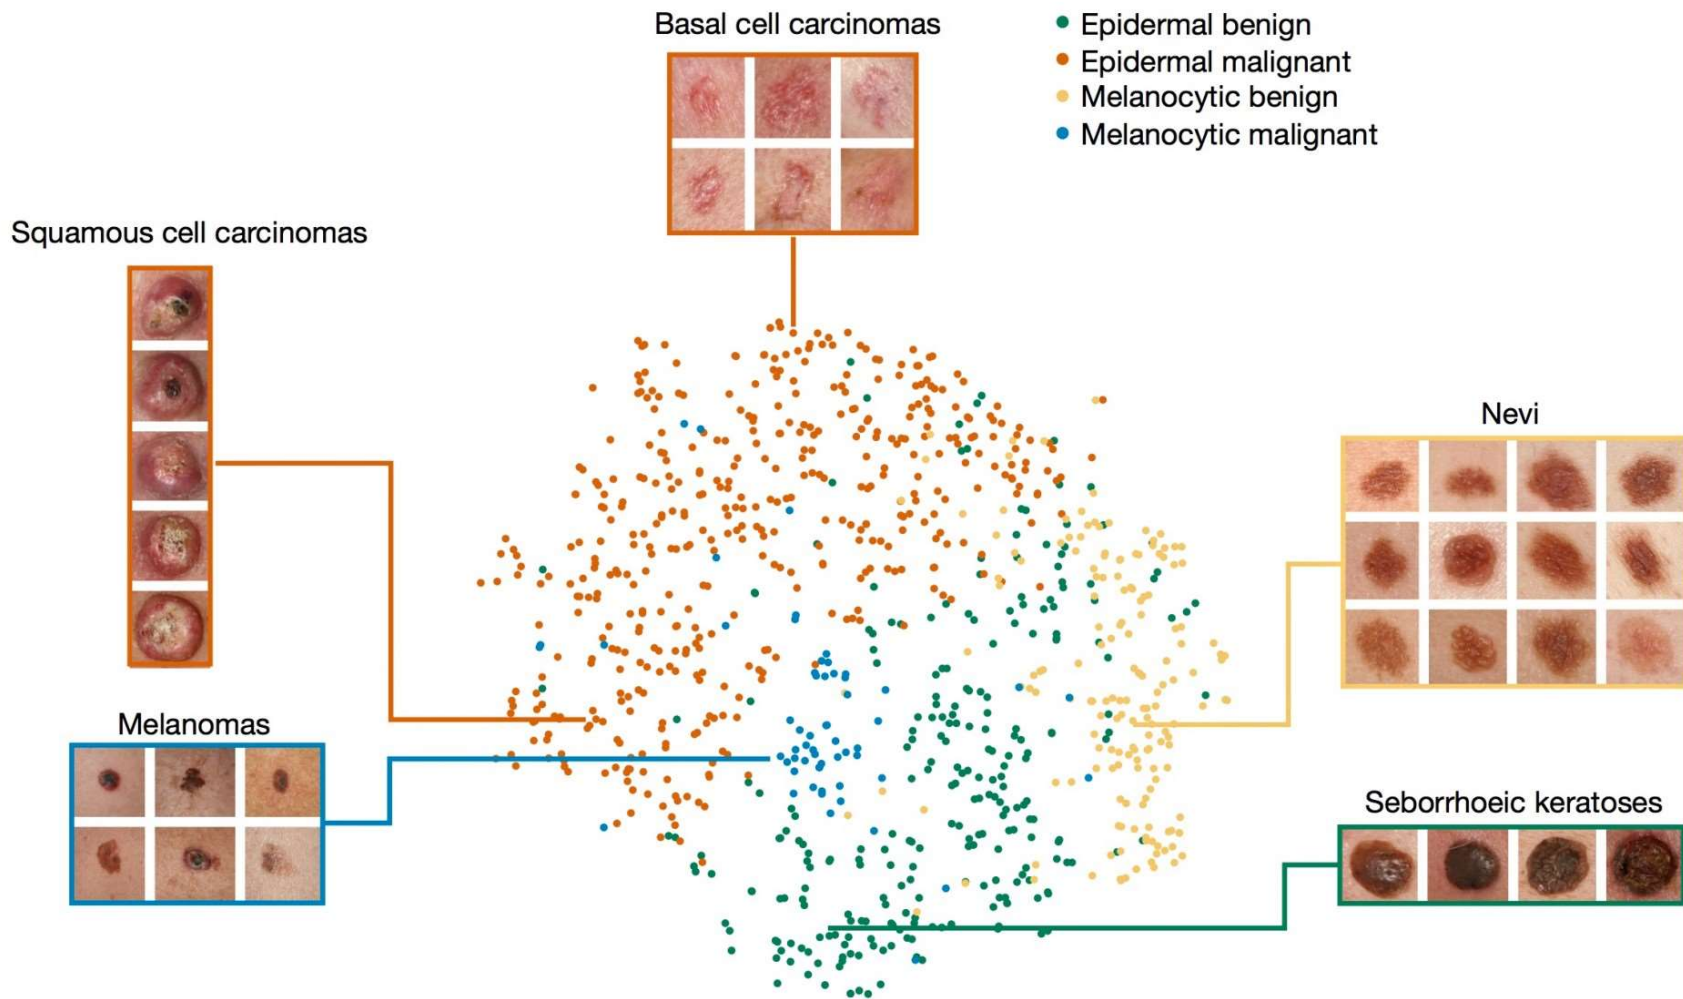 Basal cell carcinomas
Epidermal benign
Epidermal malignant
Melanocytic benign
Melanocytic malignant
Squamous cell carcinomas
Nevi
Melanomas
Seborrhoeic keratoses